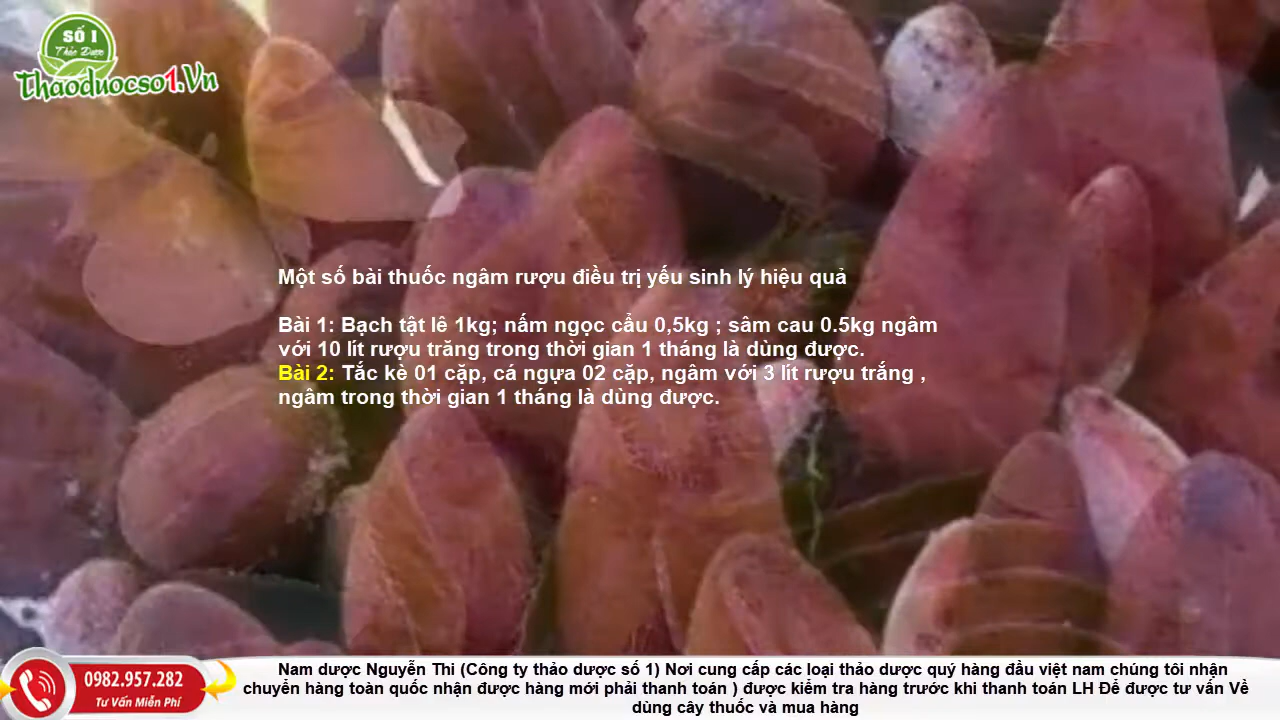 SỐ 1
Thảo Dược
Thaoduocso1.Vn
Một số bài thuốc ngâm rượu điều trị yếu sinh lý hiệu quả
Bài 1: Bạch tật lê 1kg; nấm ngọc cẩu 0,5kg ; sâm cau 0.5kg ngâm
với 10 lít rượu trăng trong thời gian 1 tháng là dùng được.
Bài 2: Tắc kè 01 cặp, cá ngựa 02 cặp, ngâm với 3 lít rượu trắng ,
ngâm trong thời gian 1 tháng là dùng được.
0982.957.282
Tư Vấn Miễn Phí
Nam dược Nguyễn Thi (Công ty thảo dược số 1) Nơi cung cấp các loại thảo dược quý hàng đầu việt nam chúng tôi nhận
chuyển hàng toàn quốc nhận được hàng mới phải thanh toán ) được kiểm tra hàng trước khi thanh toán LH Để được tư vấn Về
dùng cây thuốc và mua hàng